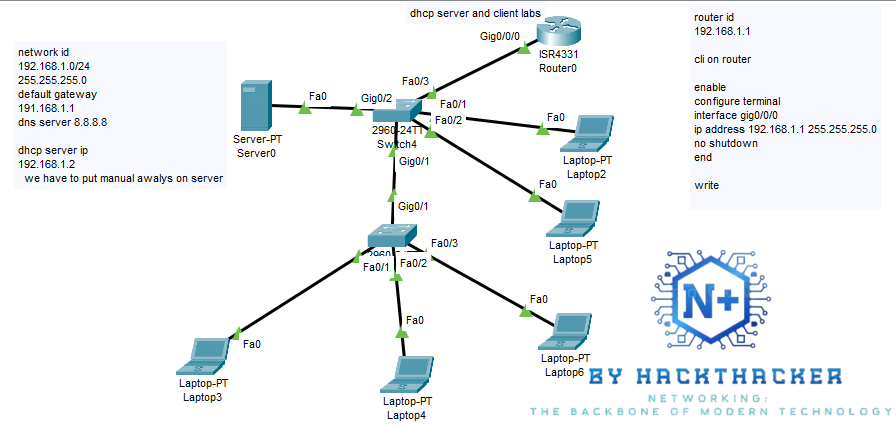 dhcp server and client labs
network id
192.168.1.0/24
255.255.255.0
default gateway
191.168.1.1
dns server 8.8.8.8
dhcp server ip
192.168.1.2
we have to put manual awalys on server
router id
192.168.1.1
cli on router
enable
configure terminal
interface gig0/0/0
ip address 192.168.1.1 255.255.255.0
no shutdown
end
write
Gig0/0/0
ISR4331
Router0
Fa0/3
Fa0
Gig0/2
Fa0/1
Fa0/2
Server-PT
Server0
2960-24TT
Switch4
Fa0
Laptop-PT
Laptop2
Gig0/1
Fa0
Laptop-PT
Laptop5
Gig0/1
Fa0/3
Fa0/1
Fa0/2
Fa0
Laptop-PT
Laptop6
Fa0
Laptop-PT
Laptop3
Fa0
Laptop-PT
Laptop4
N+
BY HACKTHACKER
NETWORKING:
THE BACKBONE OF MODERN TECHNOLOGY